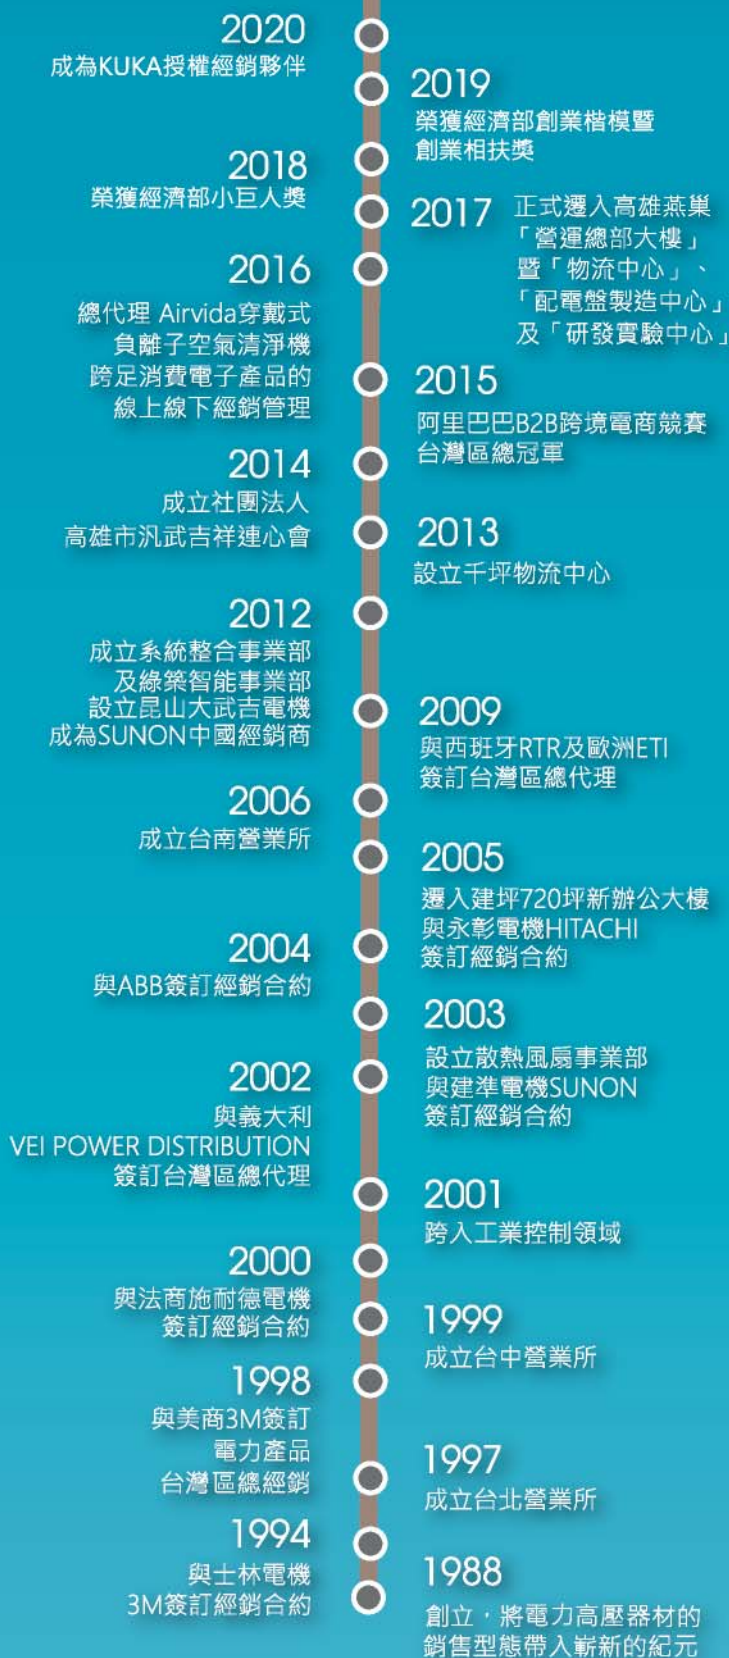 2020
成為KUKA授權經銷夥伴
2019
榮獲經濟部創業楷模暨
創業相扶獎
2018
榮獲經濟部小巨人獎
2017
正式遷入高雄燕巢
「營運總部大樓」
暨「物流中心」、
「配電盤製造中心」
及「研發實驗中心」
2016
總代理 Airvida穿戴式
負離子空氣清淨機
跨足消費電子產品的
線上線下經銷管理
2015
阿里巴巴B2B跨境電商競賽
台灣區總冠軍
2014
成立社團法人
高雄市汎武吉祥連心會
2013
設立千坪物流中心
2012
成立系統整合事業部
及綠築智能事業部
設立昆山大武吉電機
成為SUNON中國經銷商
2009
與西班牙RTR及歐洲ETI
簽訂台灣區總代理
2006
成立台南營業所
2005
遷入建坪720坪新辦公大樓
與永彰電機HITACHI
簽訂經銷合約
2004
與ABB簽訂經銷合約
2003
設立散熱風扇事業部
與建準電機SUNON
簽訂經銷合約
2002
與義大利
VEI POWER DISTRIBUTION
簽訂台灣區總代理
2001
跨入工業控制領域
2000
與法商施耐德電機
簽訂經銷合約
1999
成立台中營業所
1998
與美商3M簽訂
電力產品
台灣區總經銷
1997
成立台北營業所
1994
與士林電機
3M簽訂經銷合約
1988
創立，將電力高壓器材的
銷售型態帶入嶄新的紀元